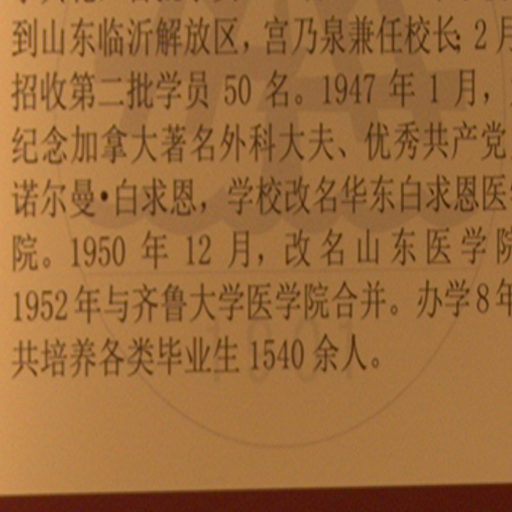 到山东临沂解放区，宫乃泉兼任校长；2
招收第二批学员 50 名。1947 年 1 月，
纪念加拿大著名外科大夫、优秀共产党
诺尔曼•白求恩，学校改名华东白求恩医
院。1950 年 12 月，改名山东医学院
1952年与齐鲁大学医学院合并。办学8年
共培养各类毕业生 1540 余人。